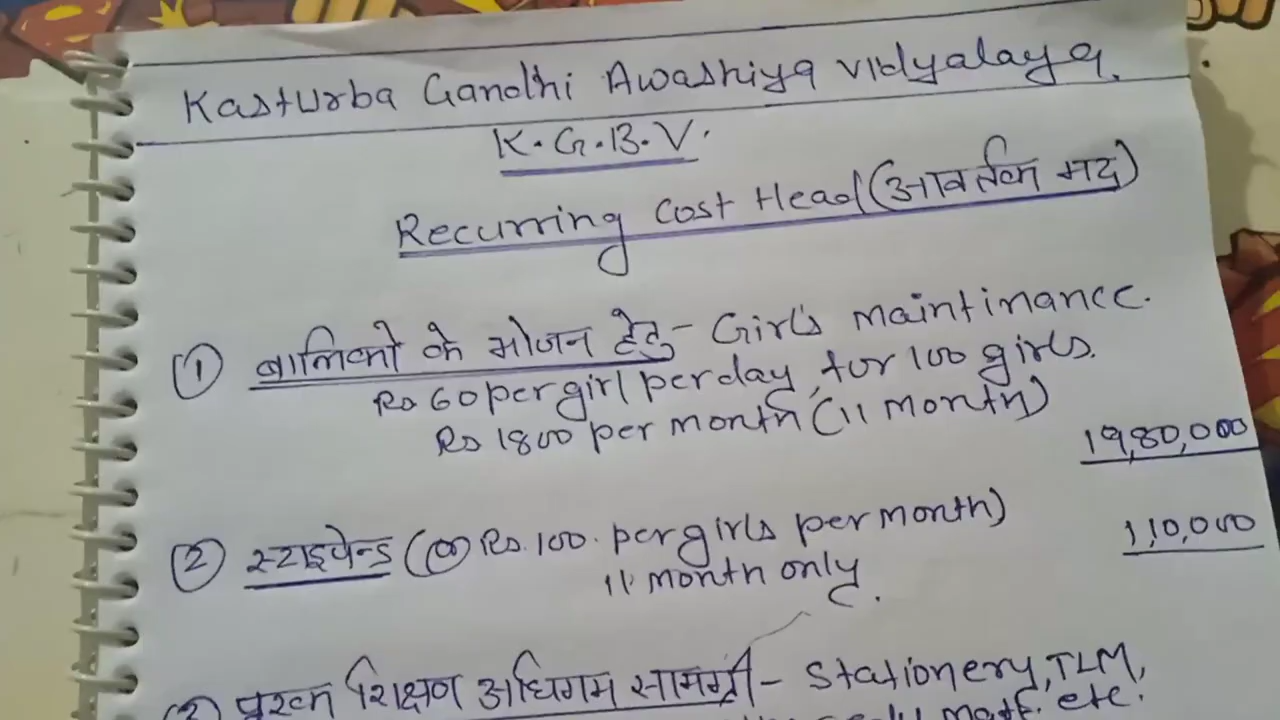 Kasturba Gandhi Awashiya Vidyalaya.
K.G.B.V.
Recurring Cost Head (आवर्तक मद)
① बालिको के भोजन हेतु - Girl's maintinance.
Rs 60 per girl per day, for 100 girls.
Rs 1800 per month (11 month)
19,80,000
② स्टाइपेन्ड (@ Rs. 100. per girls per month)
1,10,000
11 month only.
शिक्षण अधिगम सामग्री - Stationery, TLM,
etc.